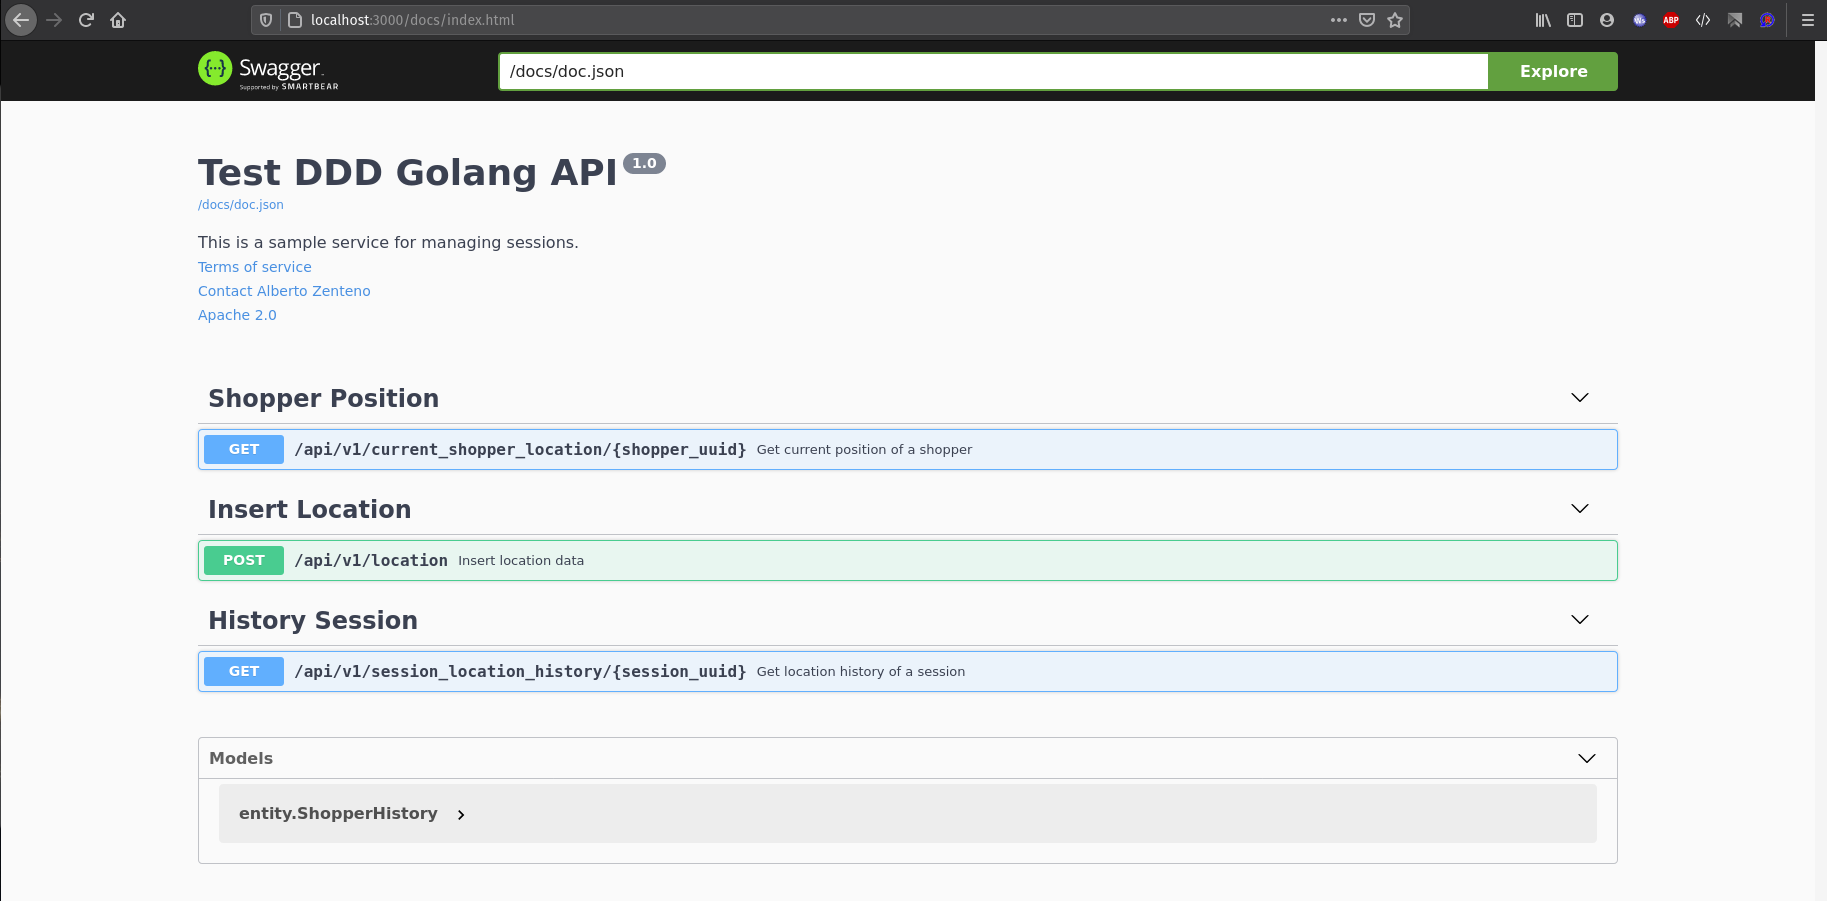 localhost:3000/docs/index.html
Ws
ABP
Swagger
Supported by SMARTBEAR
/docs/doc.json
Explore
Test DDD Golang API 1.0
/docs/doc.json
This is a sample service for managing sessions.
Terms of service
Contact Alberto Zenteno
Apache 2.0
Shopper Position
GET /api/v1/current_shopper_location/{shopper_uuid} Get current position of a shopper
Insert Location
POST /api/v1/location Insert location data
History Session
GET /api/v1/session_location_history/{session_uuid} Get location history of a session
Models
entity.ShopperHistory